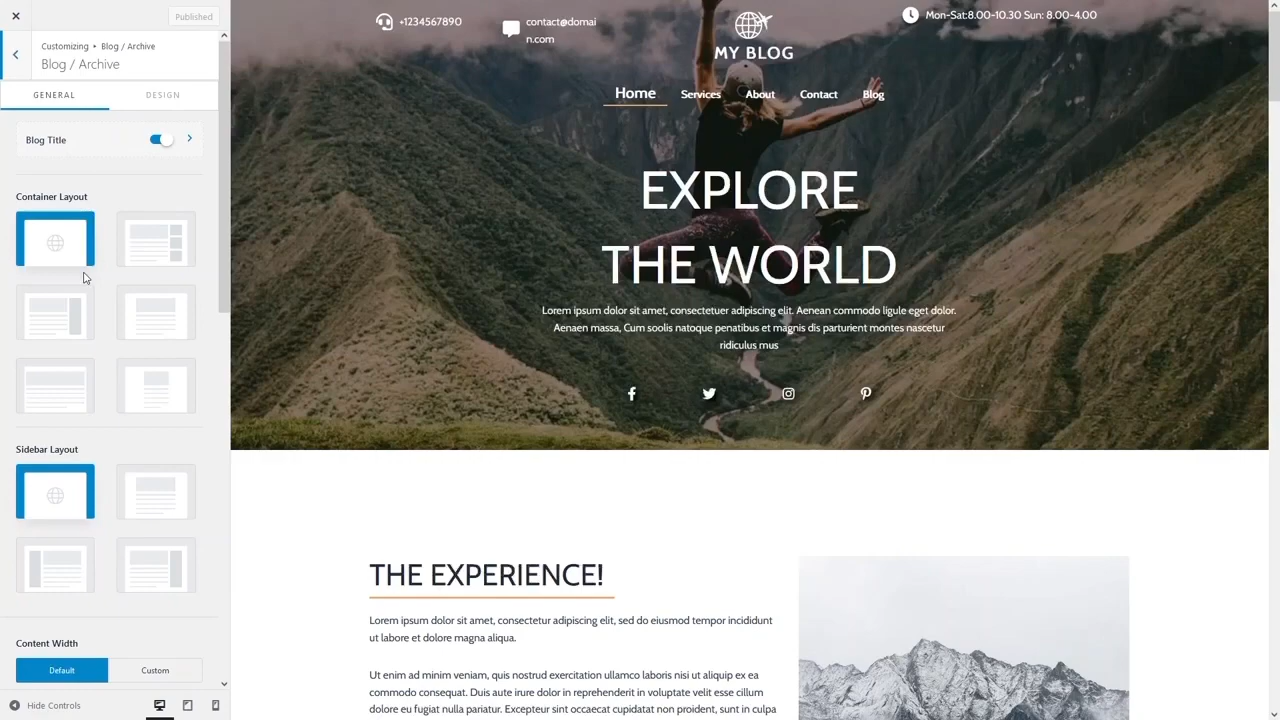 Published
Customizing ▸ Blog / Archive
Blog / Archive
GENERAL
DESIGN
Blog Title
Container Layout
Sidebar Layout
Content Width
Default
Custom
Hide Controls
+1234567890
contact@domai
n.com
MY BLOG
Mon-Sat:8.00-10.30 Sun: 8.00-4.00
Home
Services
About
Contact
Blog
EXPLORE
THE WORLD
Lorem ipsum dolor sit amet, consectetuer adipiscing elit. Aenean commodo ligule eget dolor.
Aenaen massa, Cum soolis natoque penatibus et magnis dis parturient montes nascetur
ridiculus mus
THE EXPERIENCE!
Lorem ipsum dolor sit amet, consectetur adipiscing elit, sed do eiusmod tempor incididunt
ut labore et dolore magna aliqua.
Ut enim ad minim veniam, quis nostrud exercitation ullamco laboris nisi ut aliquip ex ea
commodo consequat. Duis aute irure dolor in reprehenderit in voluptate velit esse cillum
dolore eu fugiat nulla pariatur. Excepteur sint occaecat cupidatat non proident, sunt in culpa